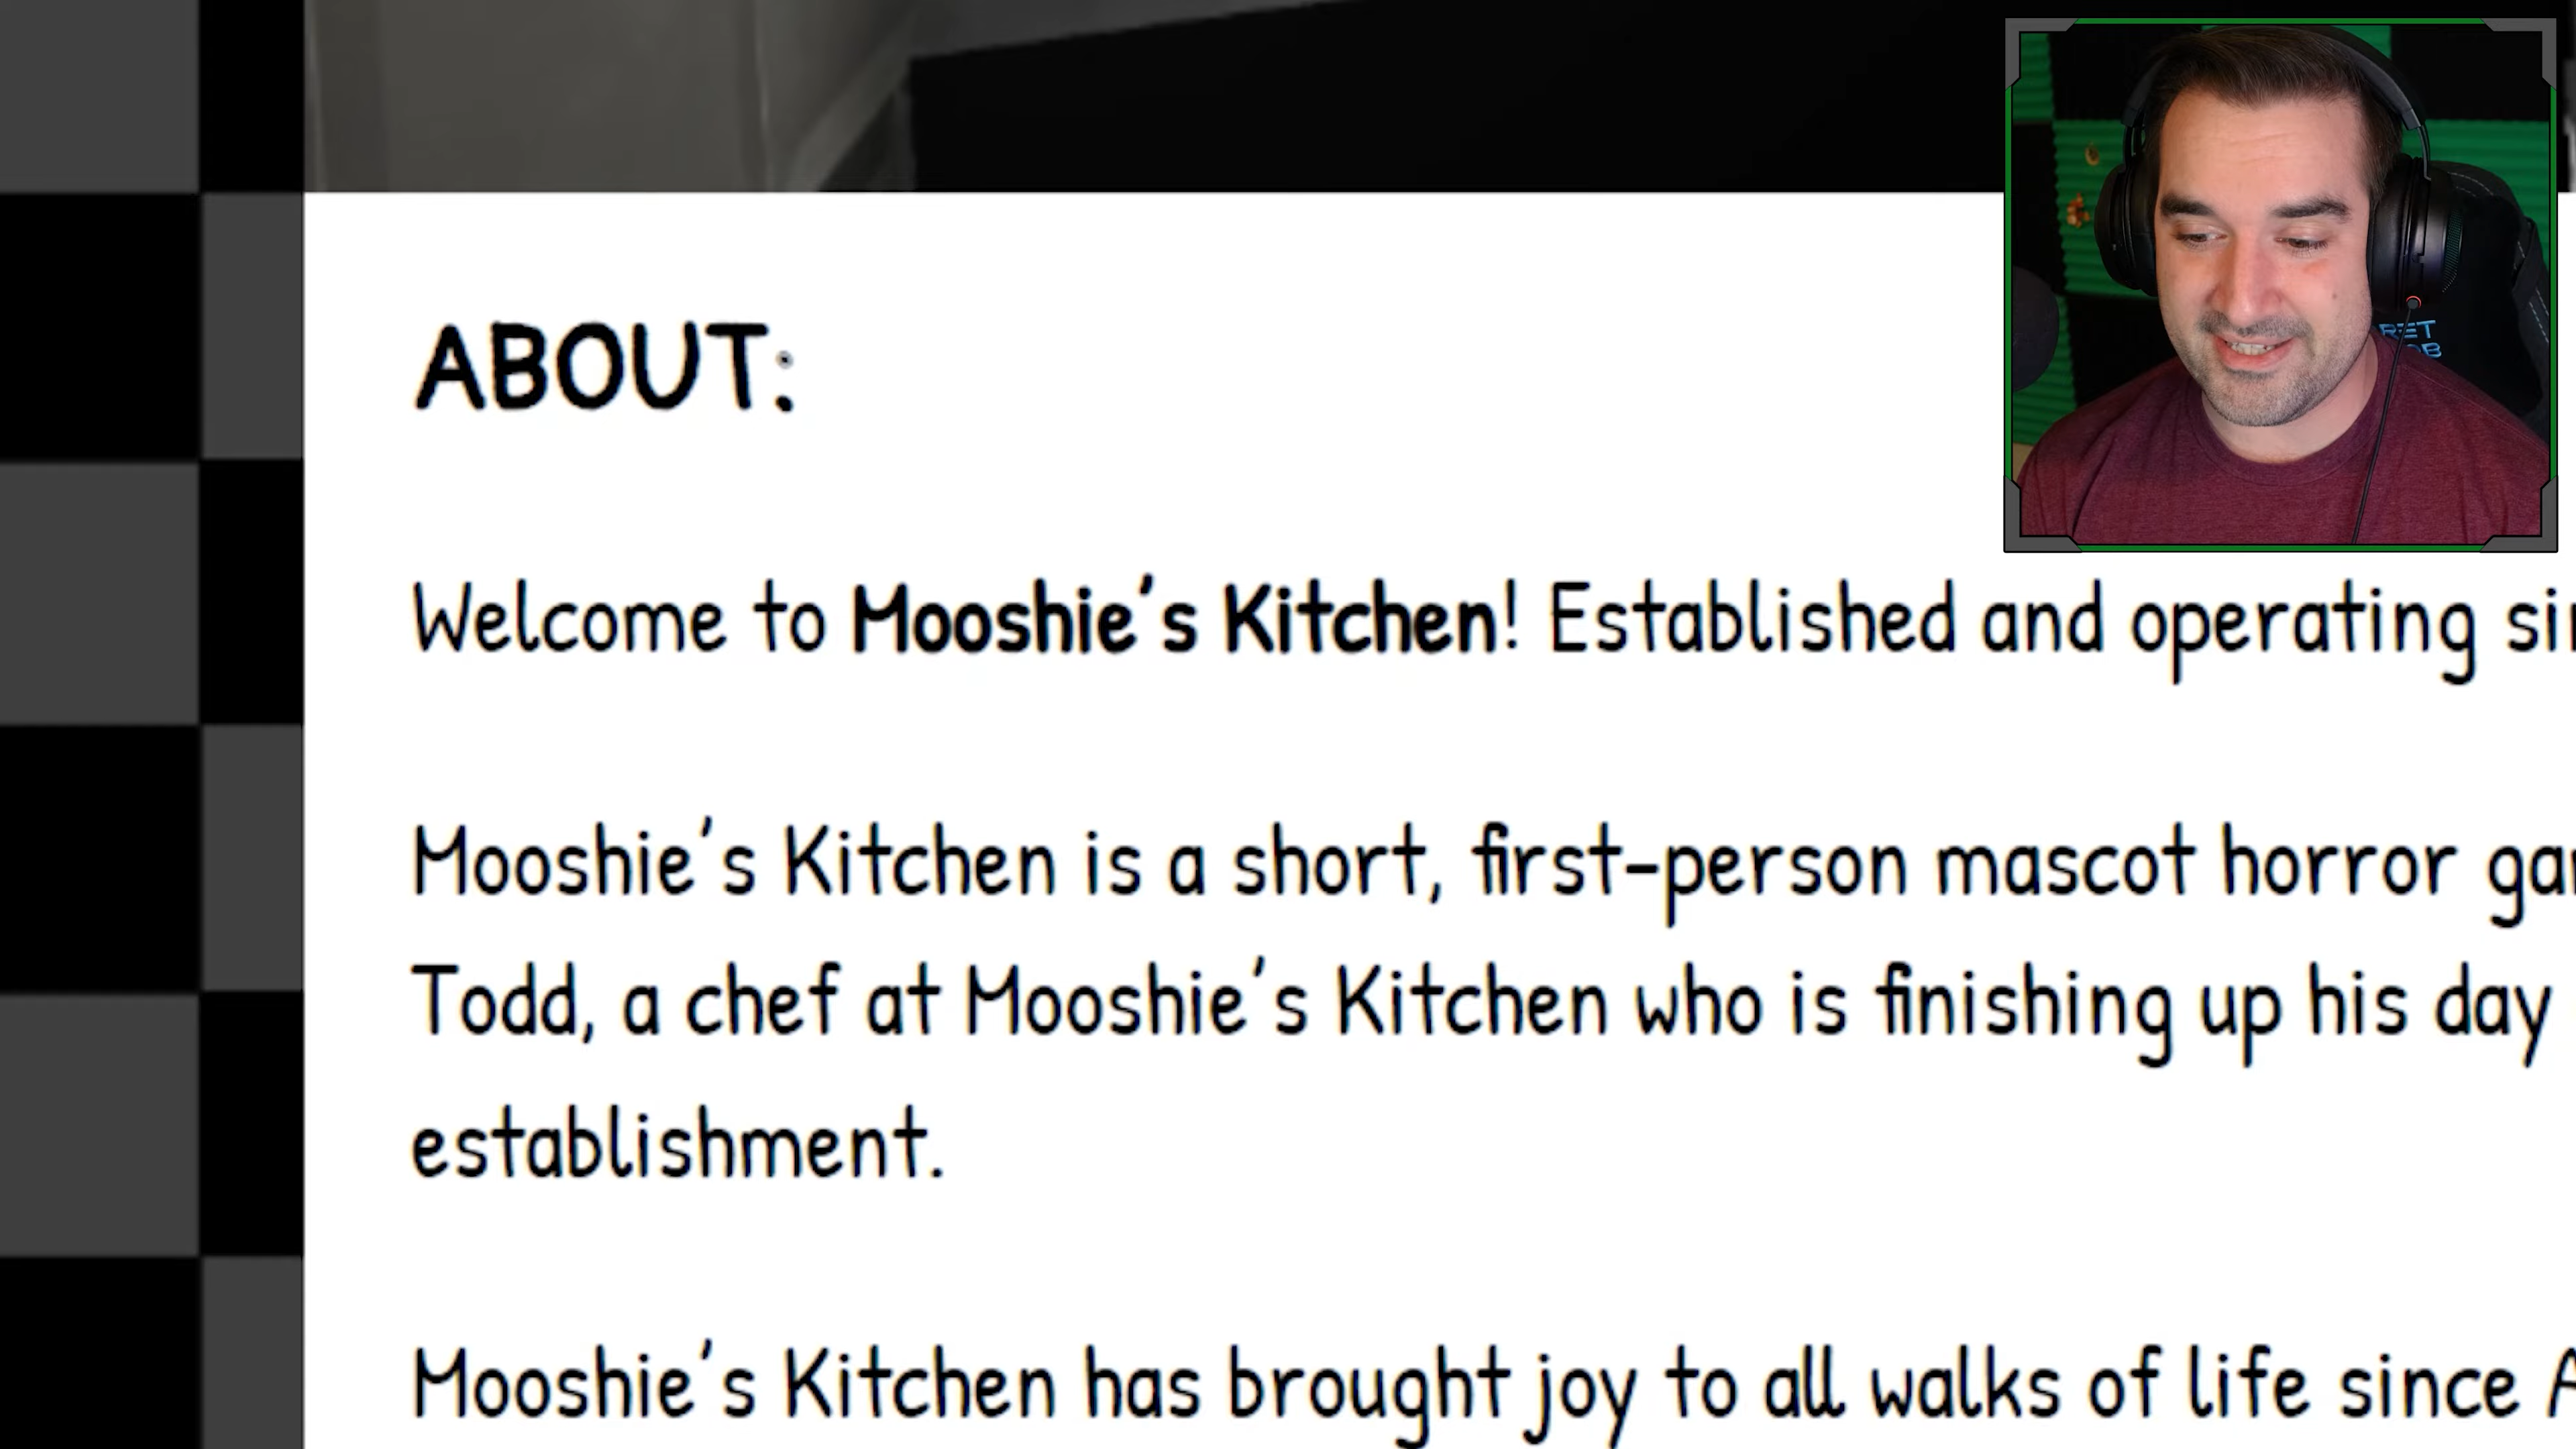 ABOUT:
Welcome to Mooshie's Kitchen! Established and operating
Mooshie's Kitchen is a short, first-person mascot horror
Todd, a chef at Mooshie's Kitchen who is finishing up his day
establishment.
Mooshie's Kitchen has brought joy to all walks of life since